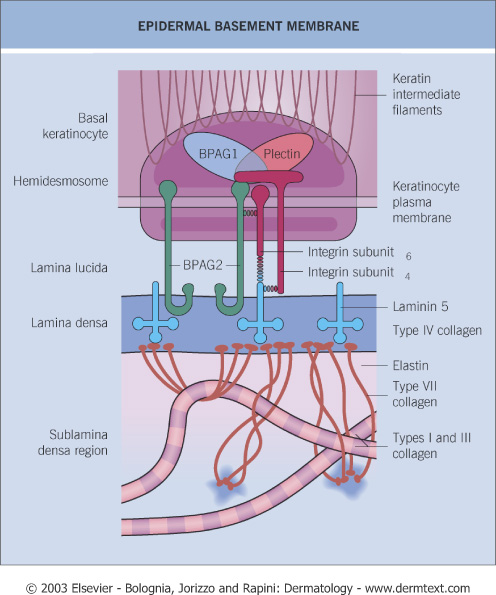 EPIDERMAL BASEMENT MEMBRANE
Basal
keratinocyte
Hemidesmosome
Lamina lucida
Lamina densa
Sublamina
densa region
BPAG1
Plectin
BPAG2
Keratin
intermediate
filaments
Keratinocyte
plasma
membrane
Integrin subunit 6
Integrin subunit 4
Laminin 5
Type IV collagen
Elastin
Type VII
collagen
Types I and III
collagen
© 2003 Elsevier - Bolognia, Jorizzo and Rapini: Dermatology - www.dermtext.com